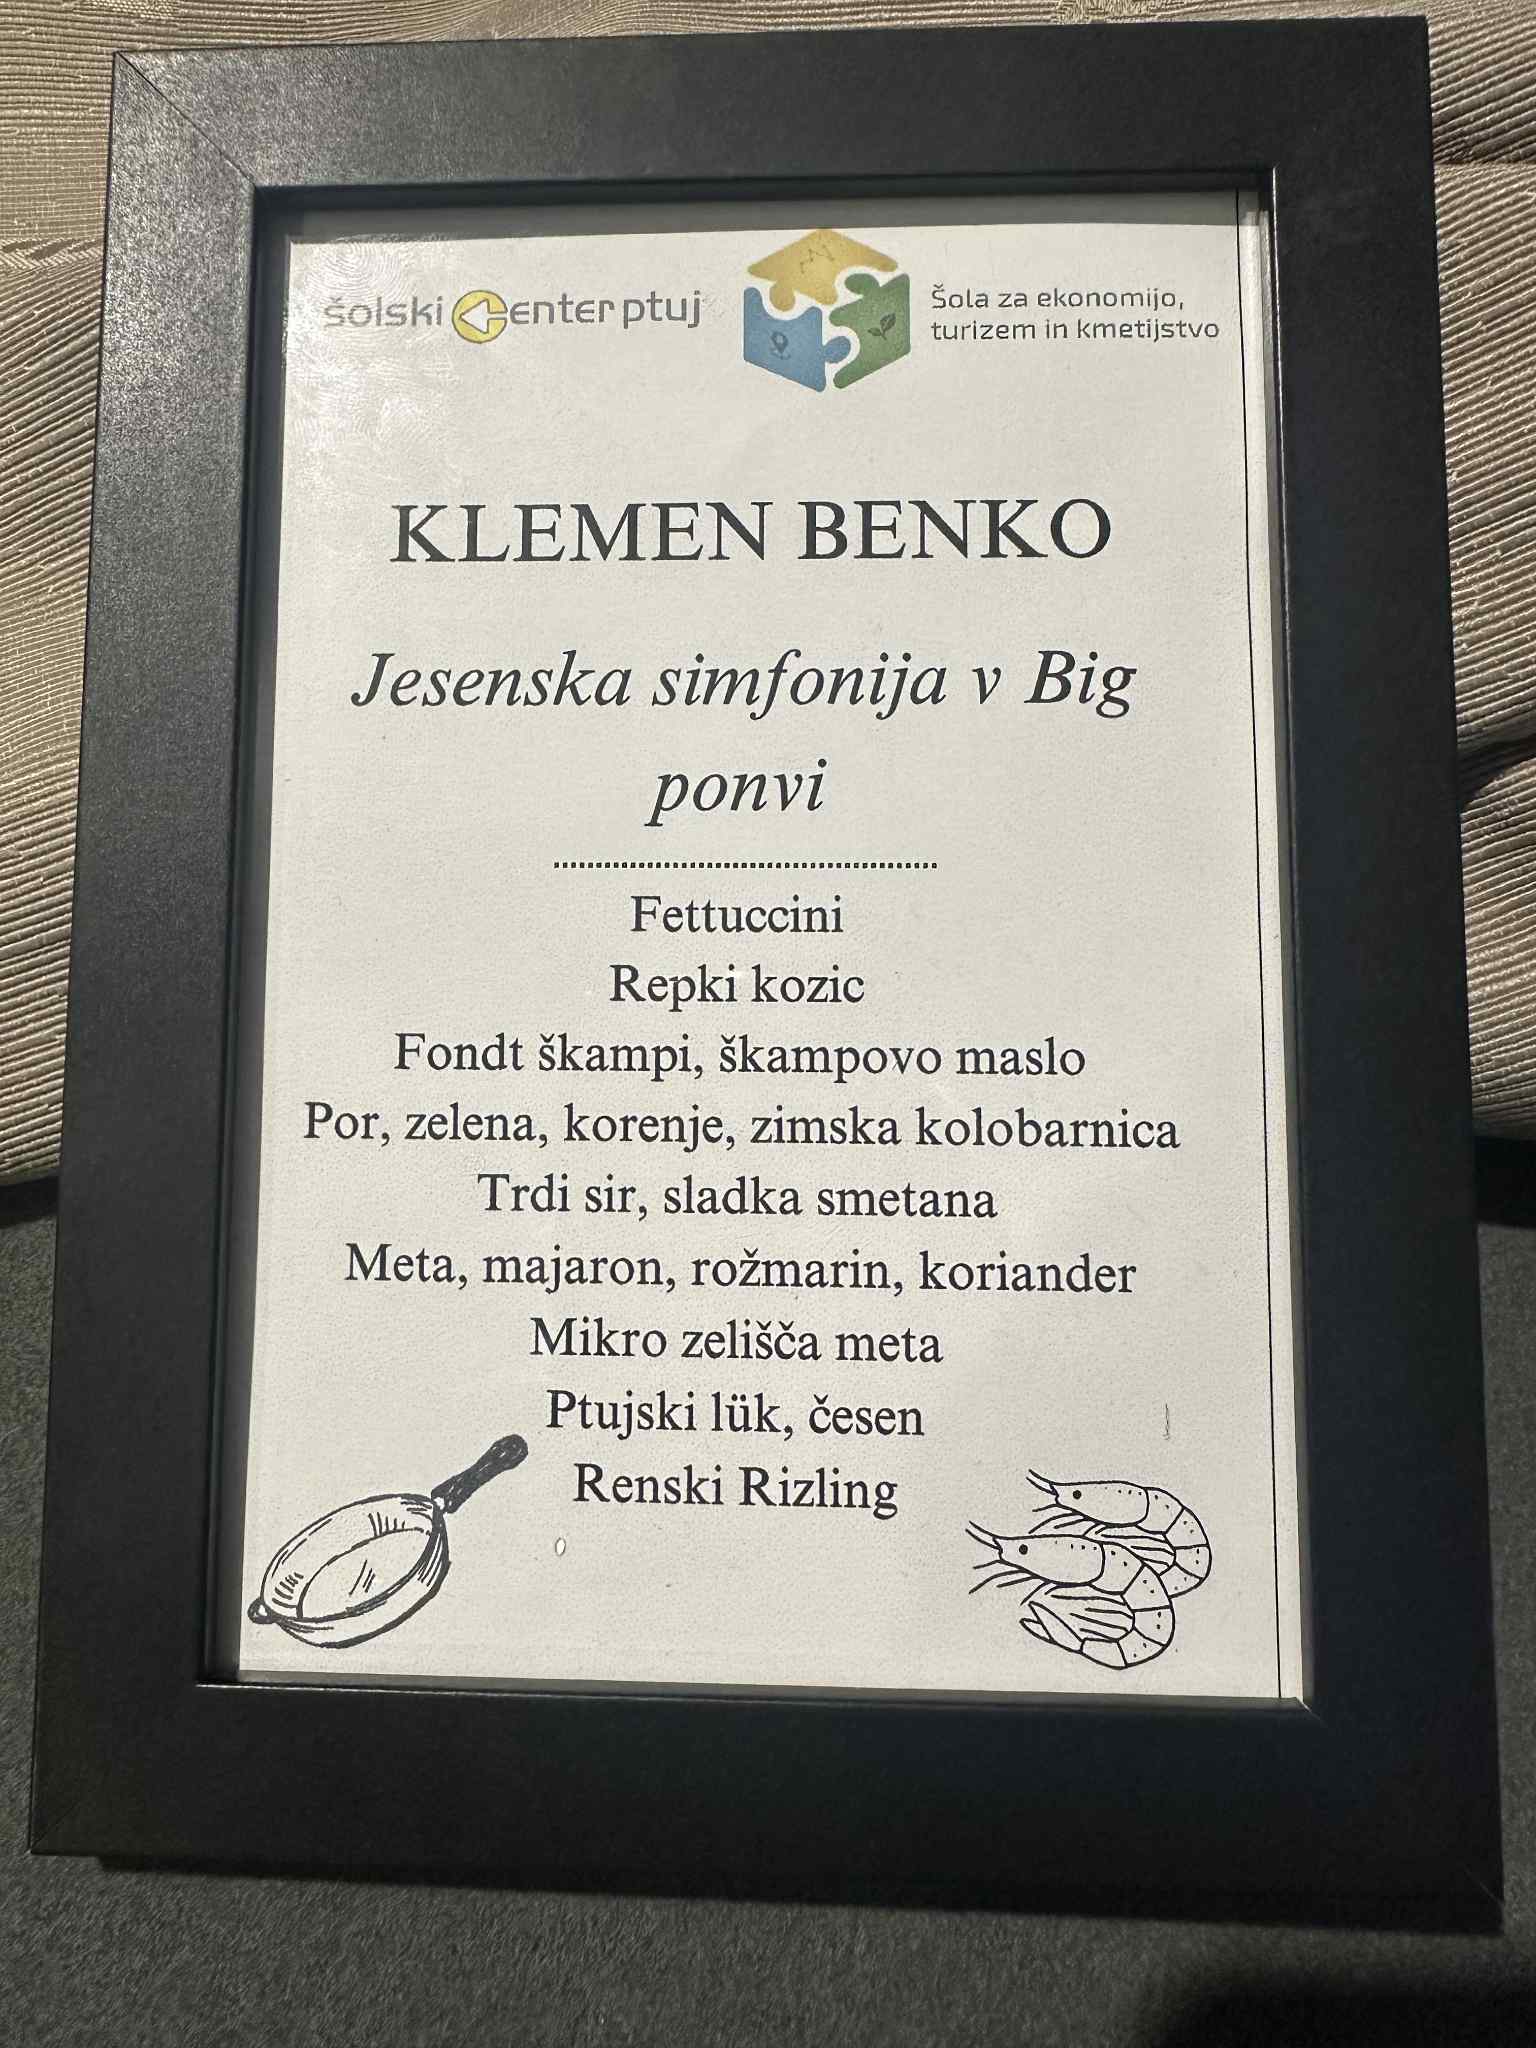 šolski Center ptuj
Šola za ekonomijo,
turizem in kmetijstvo
KLEMEN BENKO
Jesenska simfonija v Big
ponvi
Fettuccini
Repki kozic
Fondt škampi, škampovo maslo
Por, zelena, korenje, zimska kolobarnica
Trdi sir, sladka smetana
Meta, majaron, rožmarin, koriander
Mikro zelišča meta
Ptujski lük, česen
Renski Rizling